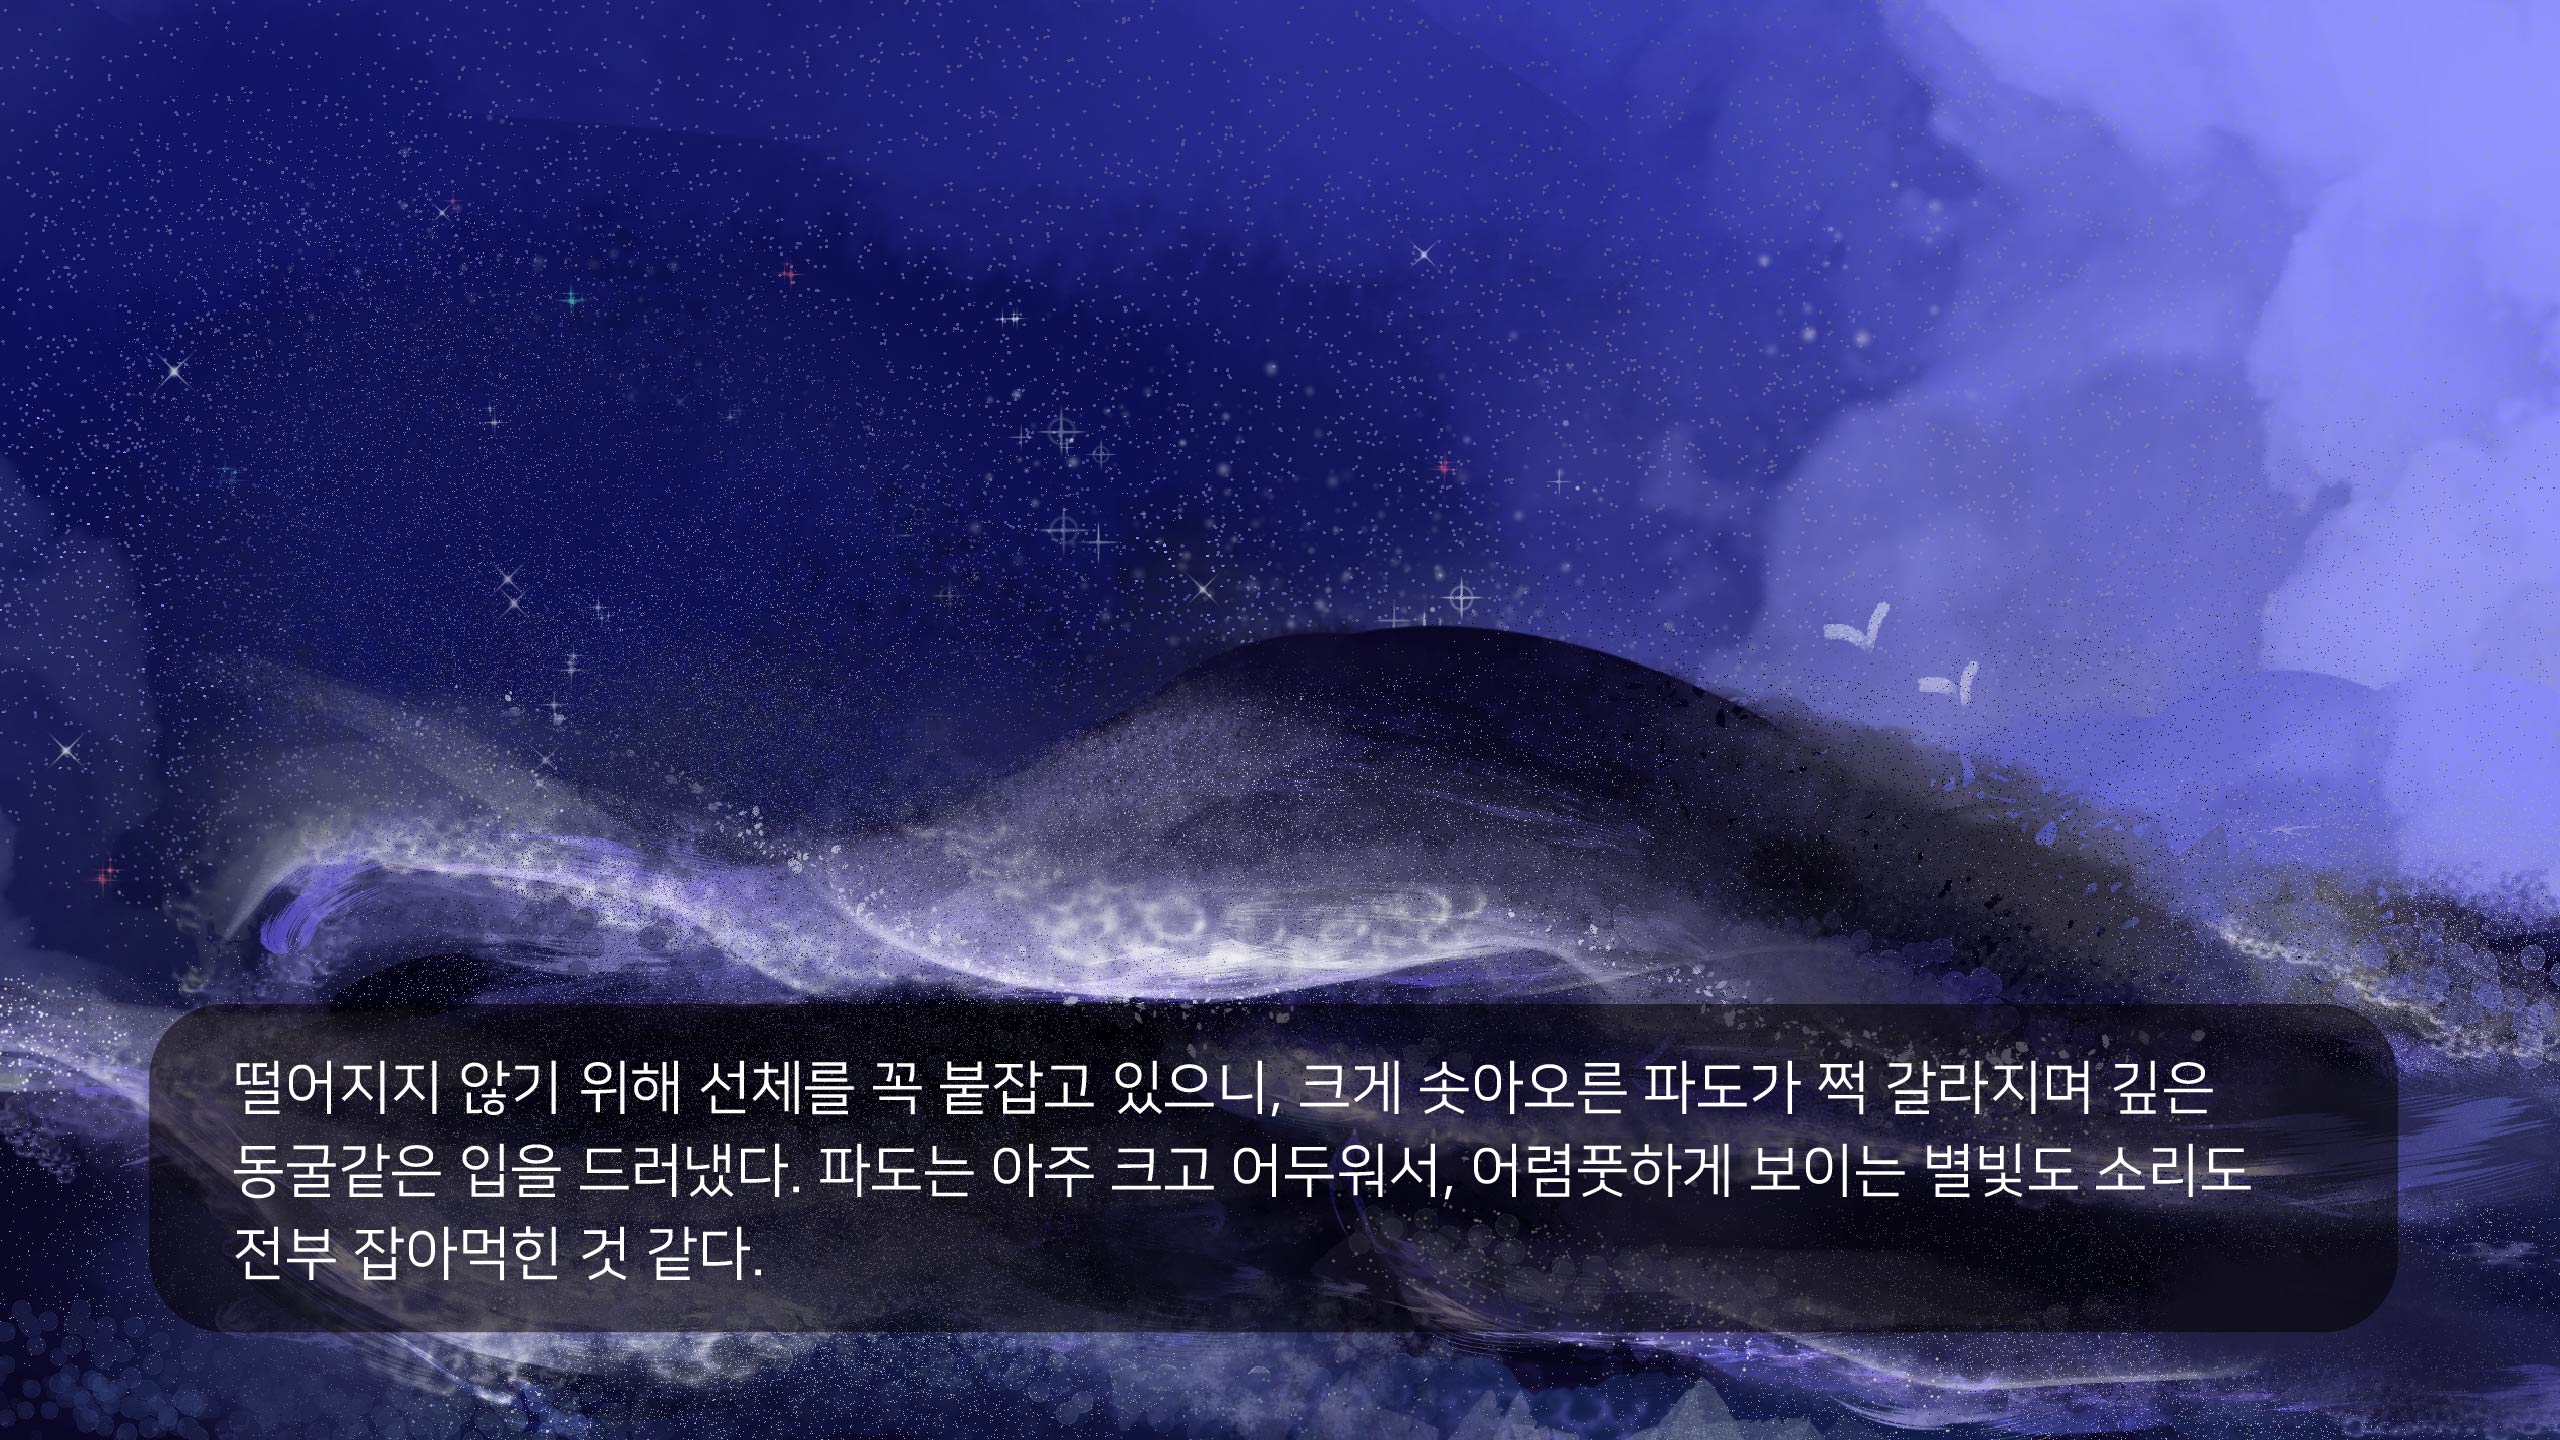 떨어지지 않기 위해 선체를 꼭 붙잡고 있으니, 크게 솟아오른 파도가 쩍 갈라지며 깊은
동굴같은 입을 드러냈다. 파도는 아주 크고 어두워서, 어렴풋하게 보이는 별빛도 소리도
전부 잡아먹힌 것 같다.